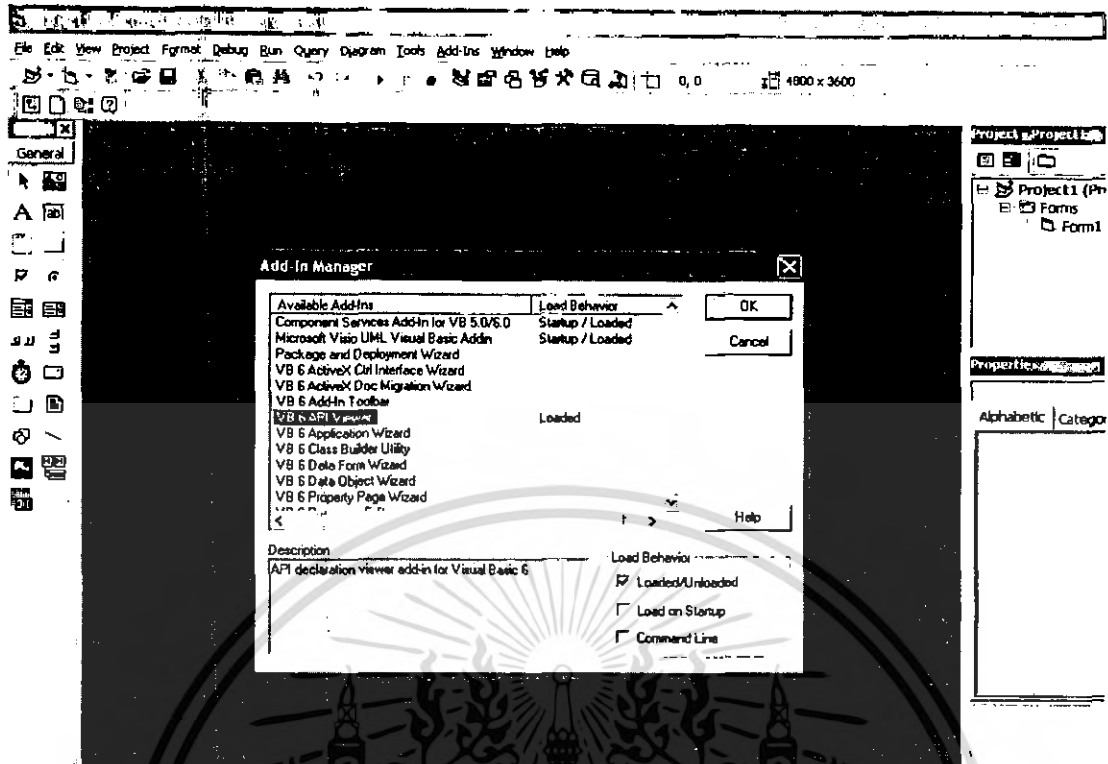 File Edit View Project Format Debug Run Query Diagram Tools Add-Ins Window Help
0, 0 4800 x 3600
General
Project
Project1
Forms
Form1
Add-In Manager
Available Add-Ins Load Behavior
Component Services Add-In for VB 5.0/6.0 Startup / Loaded
Microsoft Visio UML Visual Basic Addin Startup / Loaded
Package and Deployment Wizard
VB 6 ActiveX Ctrl Interface Wizard
VB 6 ActiveX Doc Migration Wizard
VB 6 Add-In Toolbar
VB 6 API Viewer Loaded
VB 6 Application Wizard
VB 6 Class Builder Utility
VB 6 Data Form Wizard
VB 6 Data Object Wizard
VB 6 Property Page Wizard
OK
Cancel
Help
Description
API declaration viewer add-in for Visual Basic 6
Load Behavior
Loaded/Unloaded
Load on Startup
Command Line
Properties
Alphabetic Categor